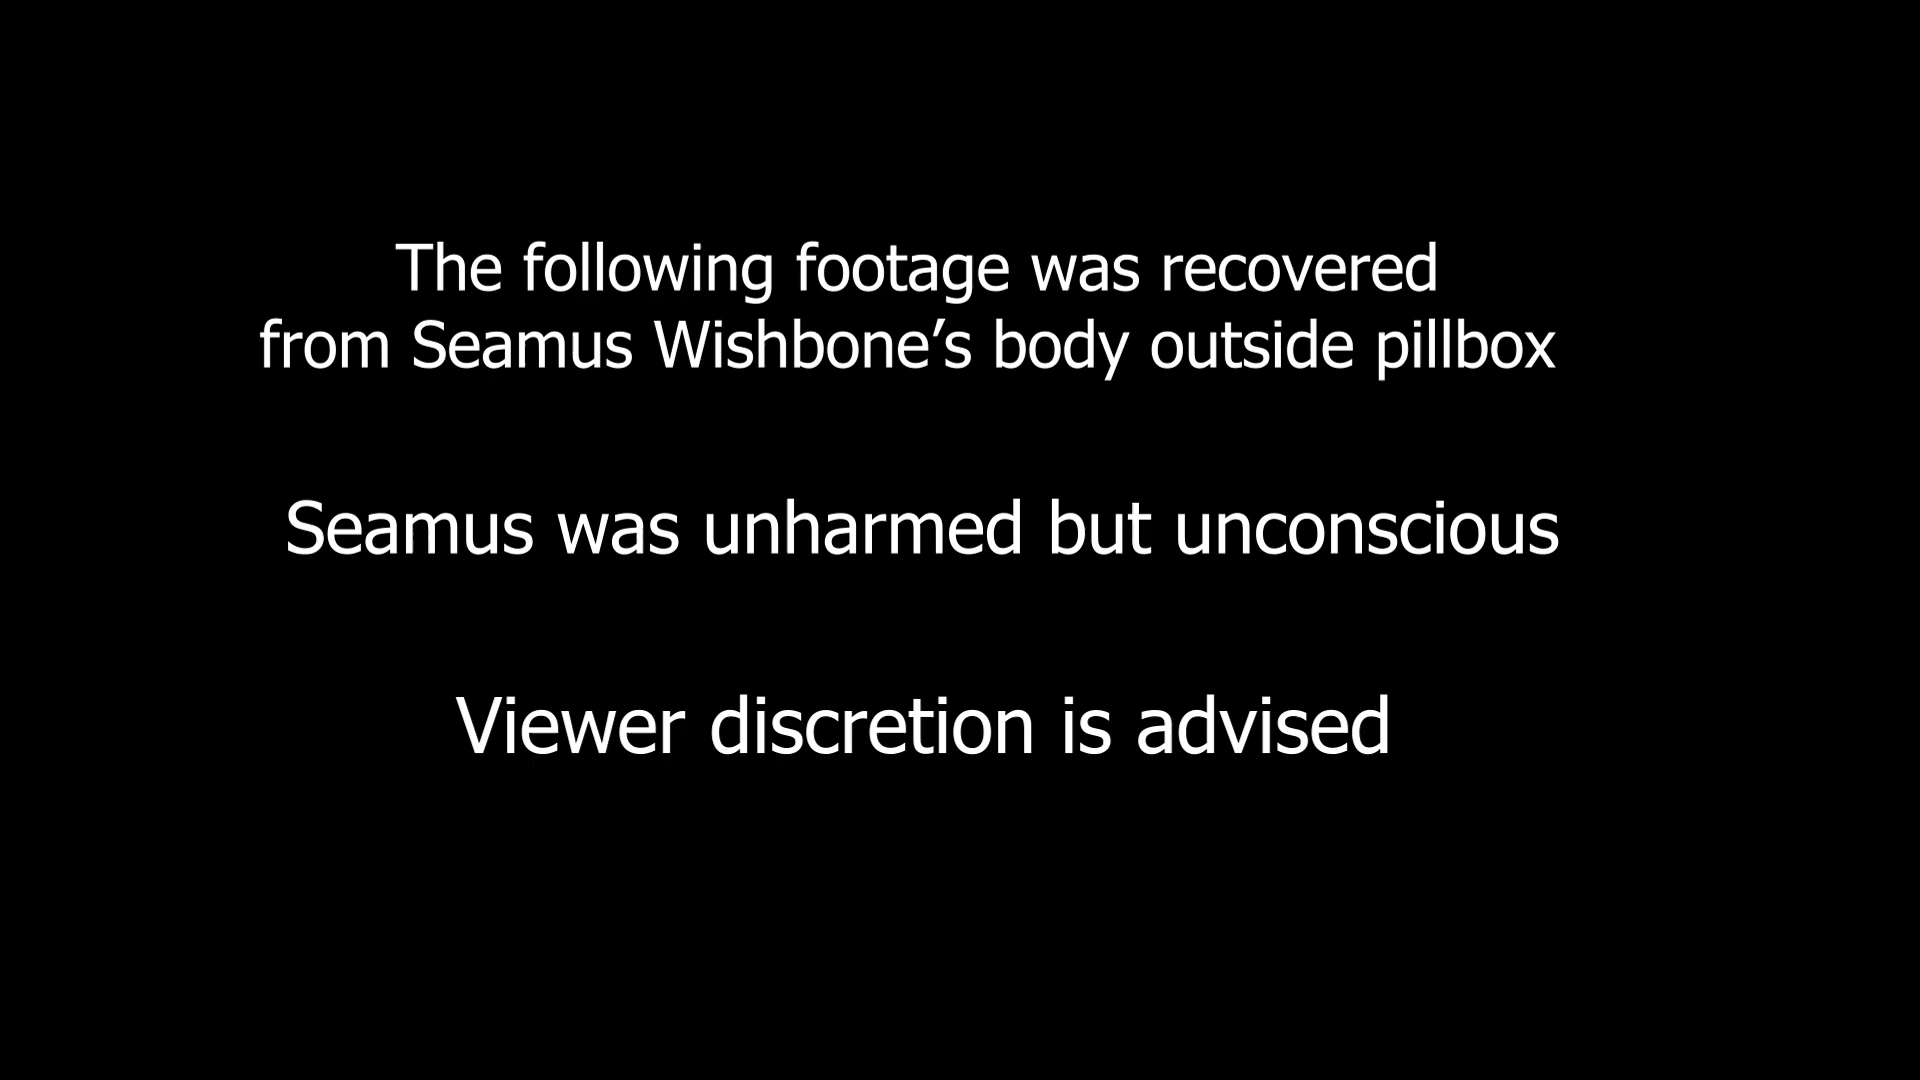 The following footage was recovered
from Seamus Wishbone’s body outside pillbox
Seamus was unharmed but unconscious
Viewer discretion is advised